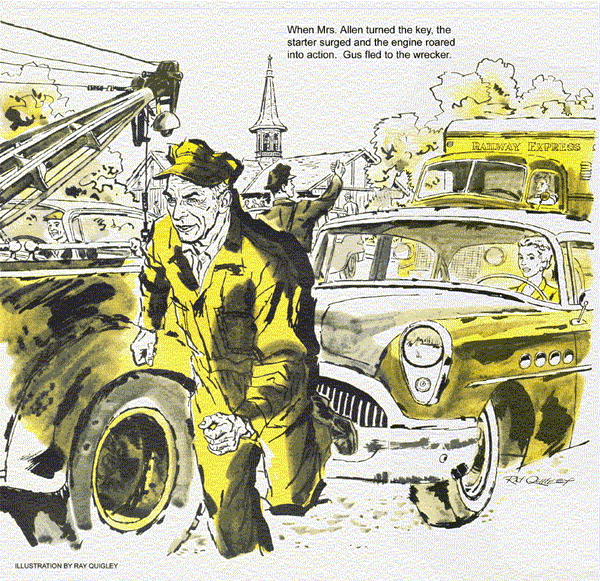 When Mrs. Allen turned the key, the
starter surged and the engine roared
into action.  Gus fled to the wrecker.
RAILWAY EXPRESS
RAY QUIGLEY
ILLUSTRATION BY RAY QUIGLEY